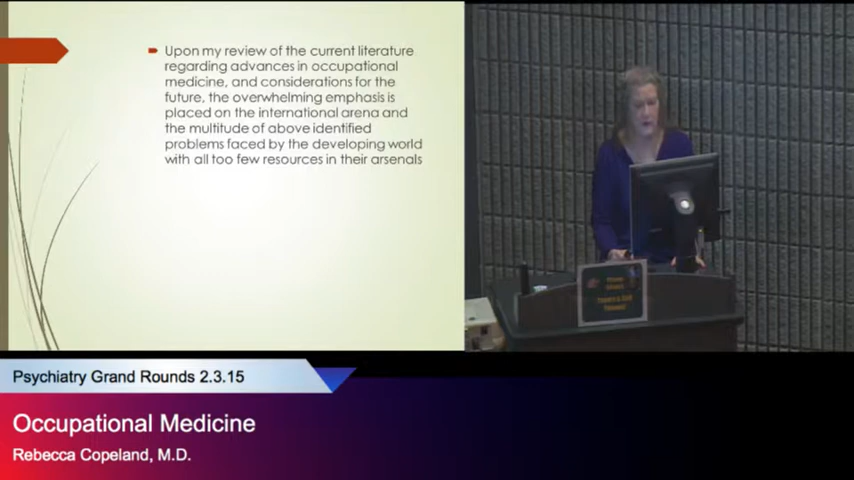 Upon my review of the current literature
regarding advances in occupational
medicine, and considerations for the
future, the overwhelming emphasis is
placed on the international arena and
the multitude of above identified
problems faced by the developing world
with all too few resources in their arsenals
Psychiatry Grand Rounds 2.3.15
Occupational Medicine
Rebecca Copeland, M.D.